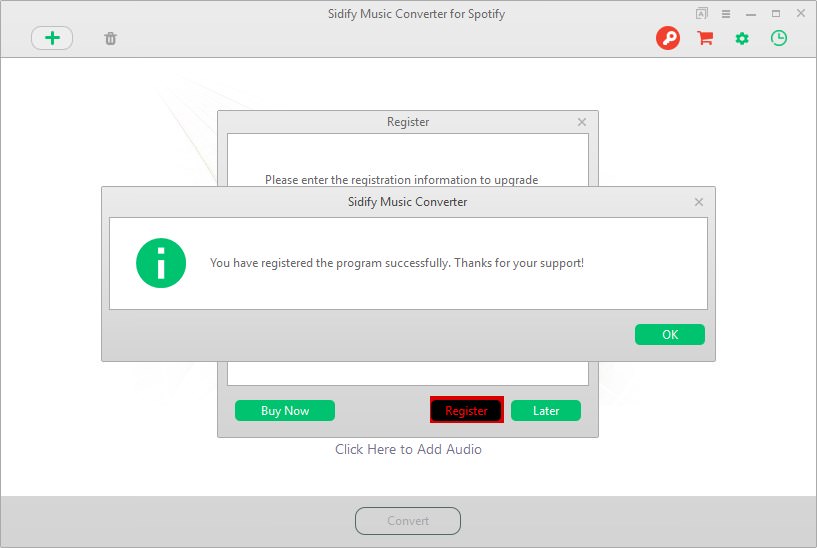 Sidify Music Converter for Spotify
Register
Please enter the registration information to upgrade
Sidify Music Converter
You have registered the program successfully. Thanks for your support!
OK
Buy Now
Register
Later
Click Here to Add Audio
Convert